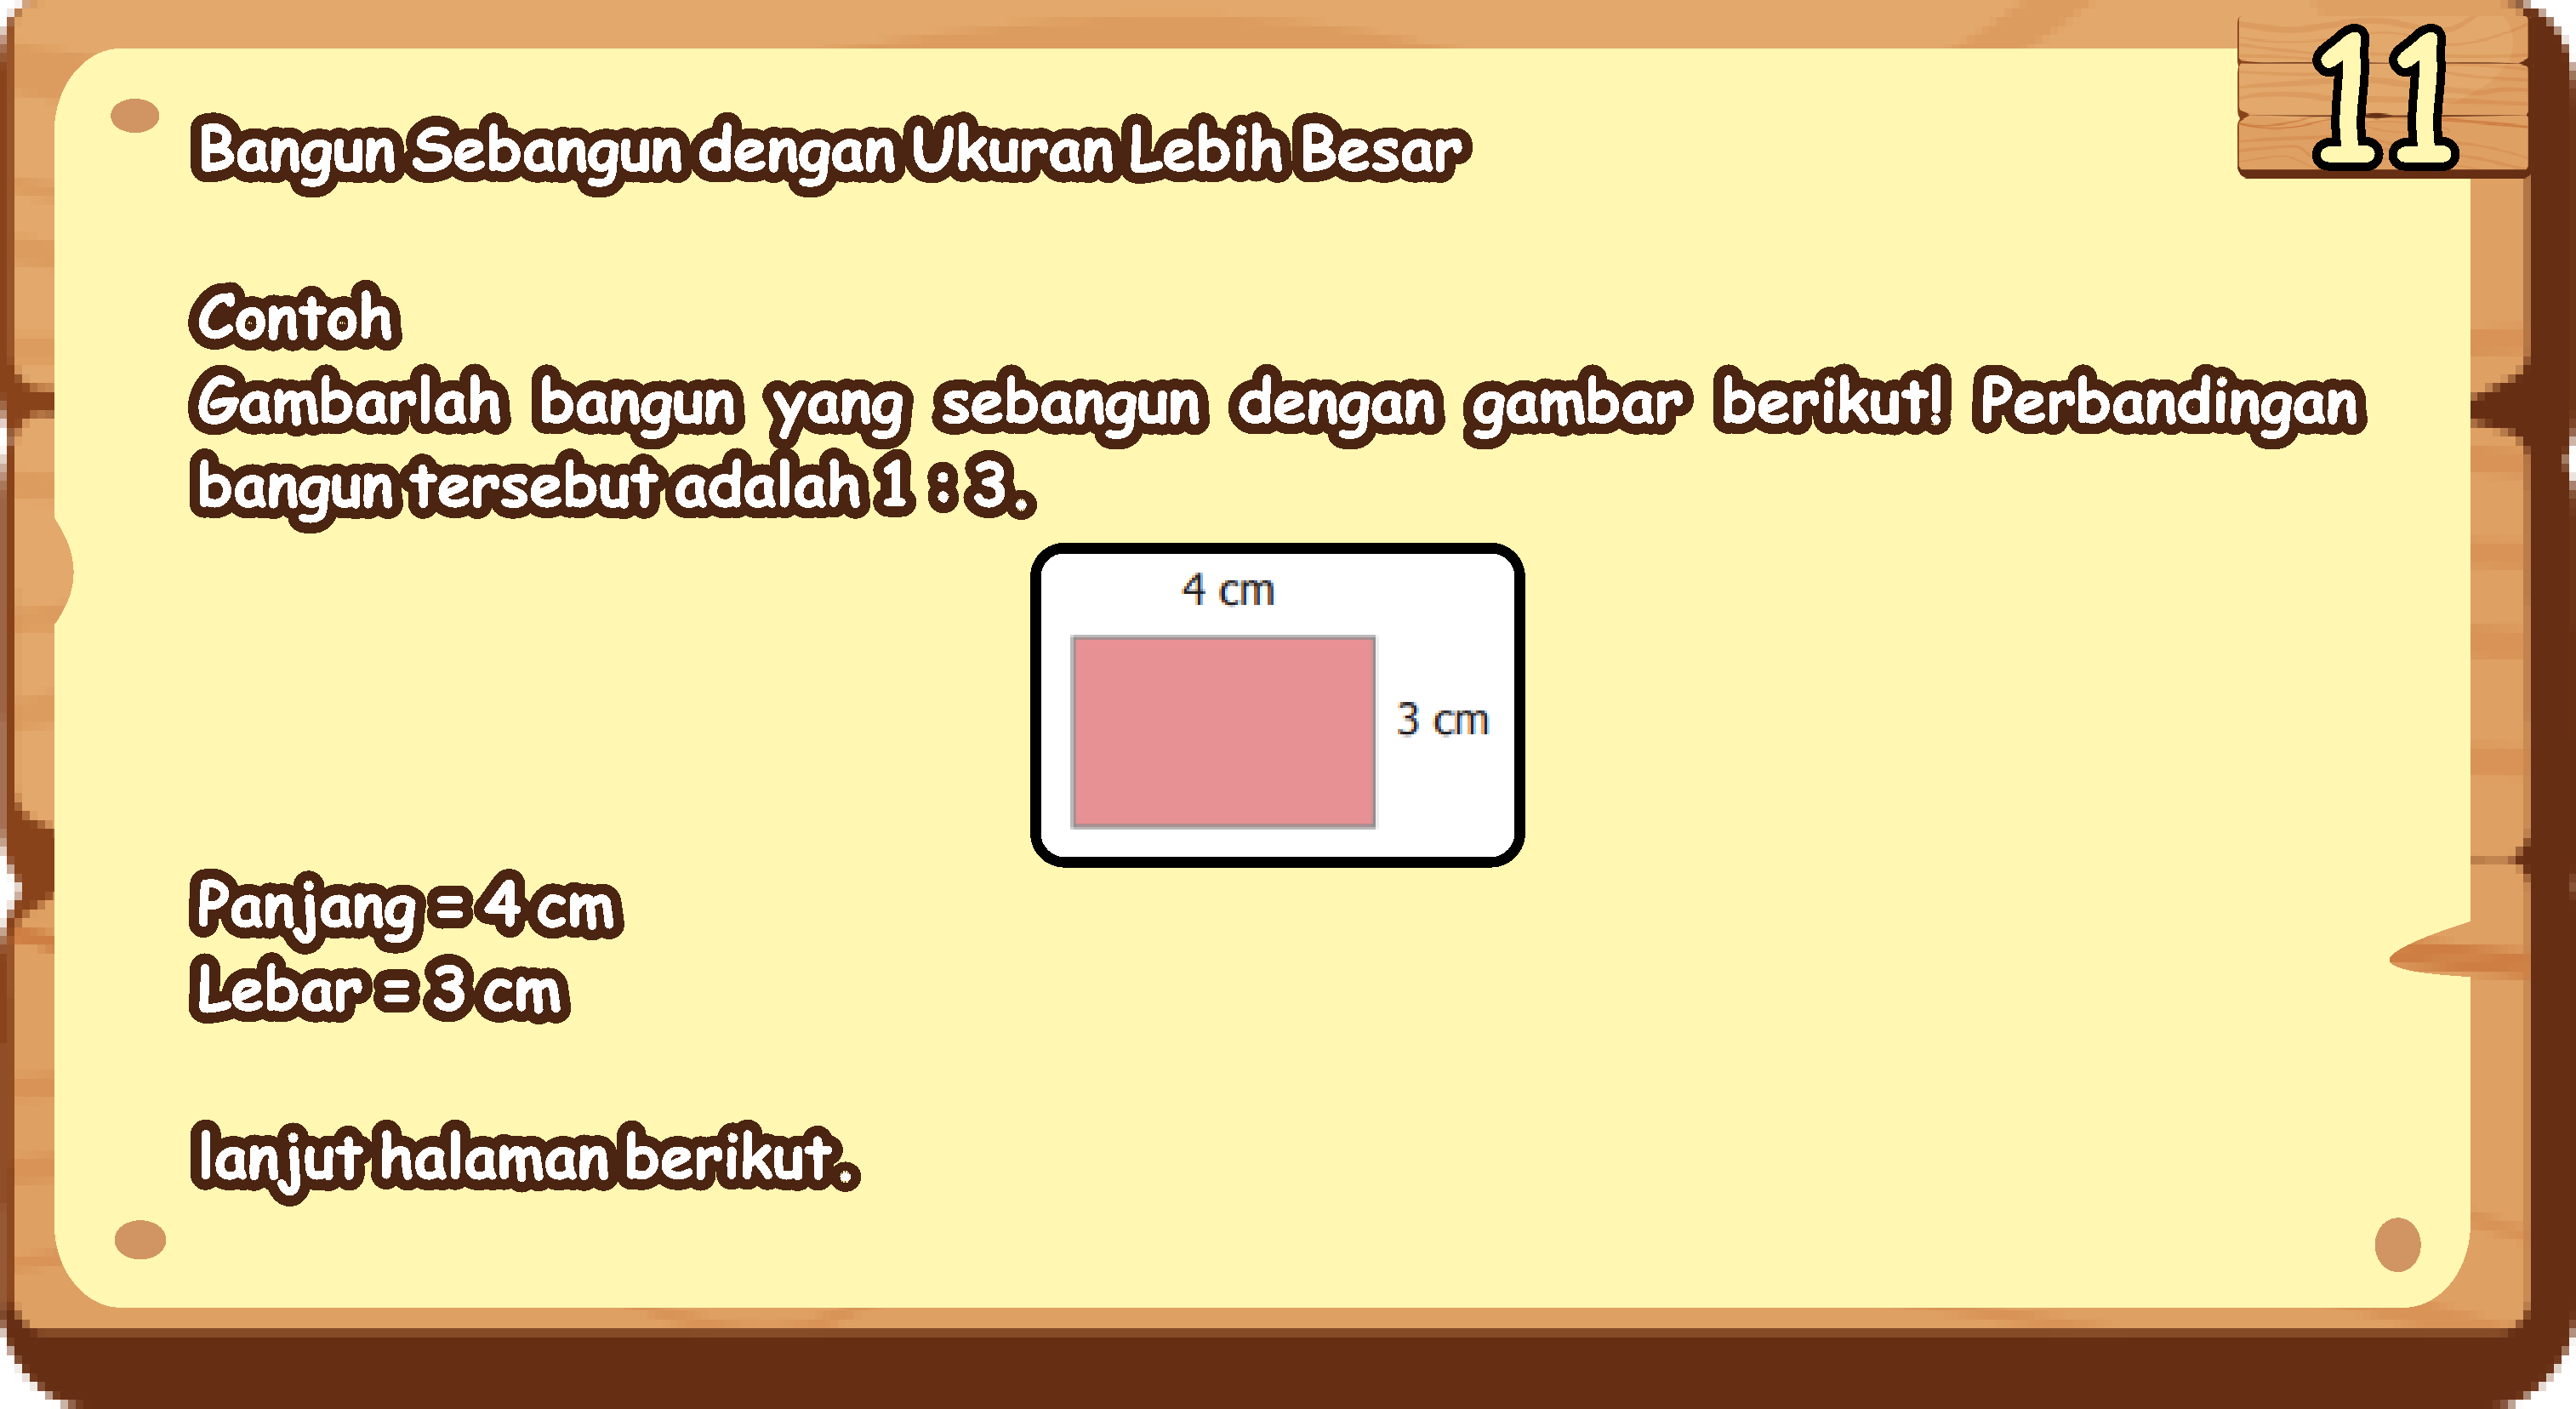 11
Bangun Sebangun dengan Ukuran Lebih Besar
Contoh
Gambarlah bangun yang sebangun dengan gambar berikut! Perbandingan
bangun tersebut adalah 1 : 3.
4 cm
3 cm
Panjang = 4 cm
Lebar = 3 cm
lanjut halaman berikut.